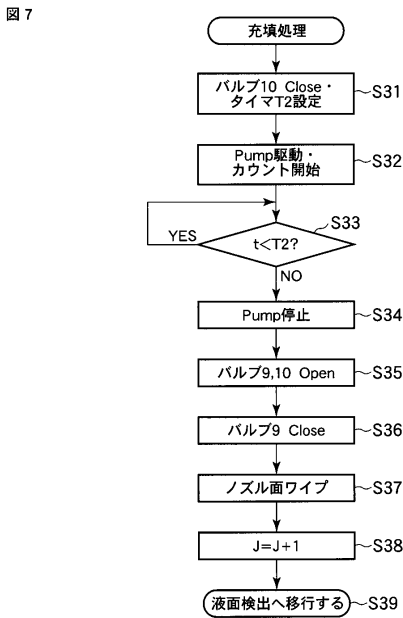 図7
充填処理
バルブ10 Close・
タイマT2設定
S31
Pump駆動・
カウント開始
S32
S33
YES
t<T2?
NO
Pump停止
S34
バルブ9,10 Open
S35
バルブ9 Close
S36
ノズル面ワイプ
S37
J=J+1
S38
液面検出へ移行する
S39